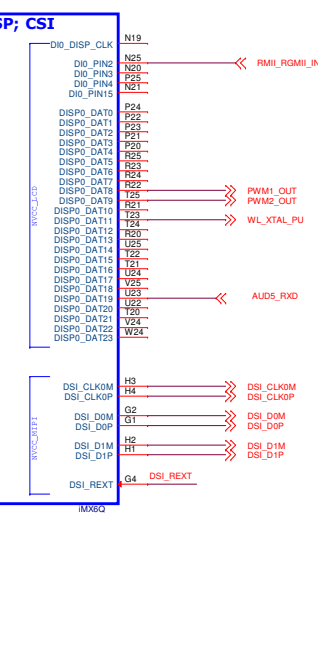 SP; CSI
DI0_DISP_CLK N19
DI0_PIN2 N25 RMII_RGMII_IN
DI0_PIN3 N20
DI0_PIN4 P25
DI0_PIN15 N21
DISP0_DAT0 P24
DISP0_DAT1 P22
DISP0_DAT2 P23
DISP0_DAT3 P21
DISP0_DAT4 P20
DISP0_DAT5 R25
DISP0_DAT6 R23
DISP0_DAT7 R24
DISP0_DAT8 R22 PWM1_OUT
DISP0_DAT9 T25 PWM2_OUT
DISP0_DAT10 R21
DISP0_DAT11 T23 WL_XTAL_PU
DISP0_DAT12 T24
DISP0_DAT13 R20
DISP0_DAT14 U25
DISP0_DAT15 T22
DISP0_DAT16 T21
DISP0_DAT17 U24
DISP0_DAT18 V25
DISP0_DAT19 U23 AUD5_RXD
DISP0_DAT20 U22
DISP0_DAT21 T20
DISP0_DAT22 V24
DISP0_DAT23 W24
NVCC_LCD
DSI_CLK0M H3 DSI_CLK0M
DSI_CLK0P H4 DSI_CLK0P
DSI_D0M G2 DSI_D0M
DSI_D0P G1 DSI_D0P
DSI_D1M H2 DSI_D1M
DSI_D1P H1 DSI_D1P
DSI_REXT G4 DSI_REXT
NVCC_MIPI
iMX6Q